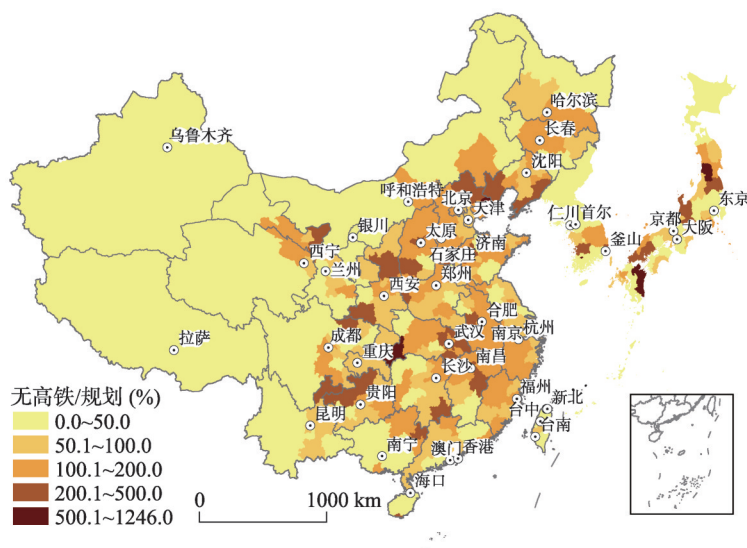 哈尔滨
长春
乌鲁木齐
沈阳
呼和浩特
北京
天津
东京
仁川首尔
京都
大阪
釜山
银川
太原
济南
石家庄
西宁
兰州
郑州
西安
合肥
南京
杭州
拉萨
成都
武汉
重庆
南昌
长沙
贵阳
福州
新北
台中
台南
昆明
南宁
澳门
香港
海口
无高铁/规划 (%)
0.0~50.0
50.1~100.0
100.1~200.0
200.1~500.0
500.1~1246.0
0
1000 km